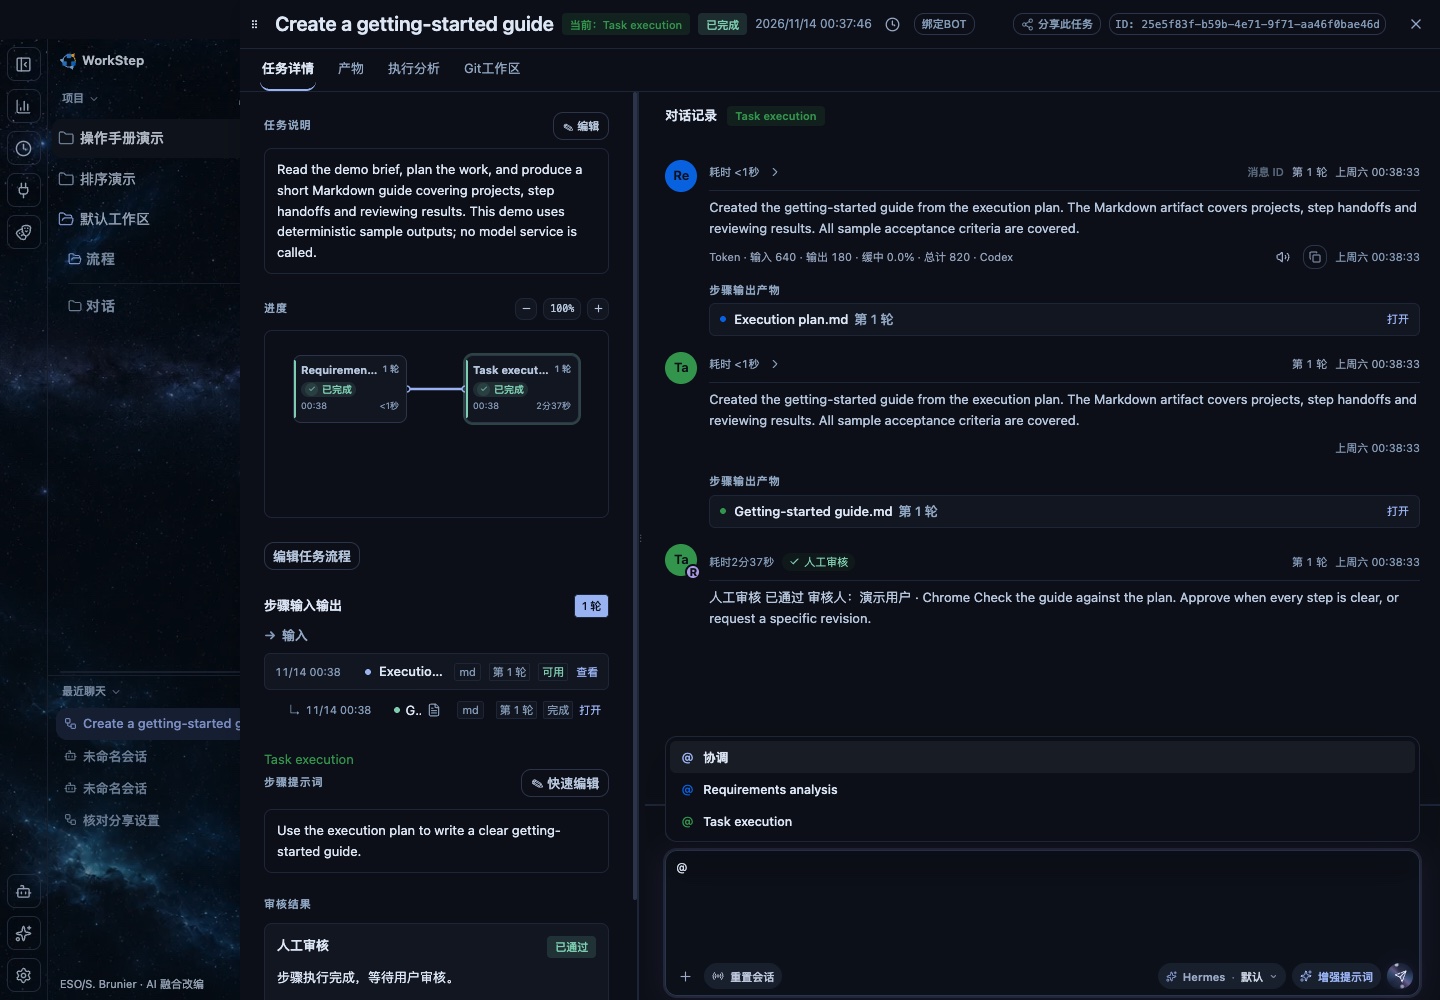 Create a getting-started guide
当前：Task execution
已完成
2026/11/14 00:37:46
绑定BOT
分享此任务
ID: 25e5f83f-b59b-4e71-9f71-aa46f0bae46d
WorkStep
项目
操作手册演示
排序演示
默认工作区
流程
对话
最近聊天
Create a getting-started g
未命名会话
未命名会话
核对分享设置
ESO/S. Brunier · AI 融合改编
任务详情
产物
执行分析
Git工作区
任务说明
编辑
Read the demo brief, plan the work, and produce a
short Markdown guide covering projects, step
handoffs and reviewing results. This demo uses
deterministic sample outputs; no model service is
called.
进度
− 100% +
Requiremen... 1 轮
已完成
00:38 <1秒
Task execut... 1 轮
已完成
00:38 2分37秒
编辑任务流程
步骤输入输出
1 轮
输入
11/14 00:38 Executio... md 第 1 轮 可用 查看
11/14 00:38 G.. md 第 1 轮 完成 打开
Task execution
步骤提示词
快速编辑
Use the execution plan to write a clear getting-
started guide.
审核结果
人工审核
已通过
步骤执行完成，等待用户审核。
对话记录
Task execution
Re
耗时 <1秒
消息 ID 第 1 轮 上周六 00:38:33
Created the getting-started guide from the execution plan. The Markdown artifact covers projects, step handoffs and
reviewing results. All sample acceptance criteria are covered.
Token · 输入 640 · 输出 180 · 缓中 0.0% · 总计 820 · Codex
上周六 00:38:33
步骤输出产物
Execution plan.md 第 1 轮
打开
Ta
耗时 <1秒
第 1 轮 上周六 00:38:33
Created the getting-started guide from the execution plan. The Markdown artifact covers projects, step handoffs and
reviewing results. All sample acceptance criteria are covered.
上周六 00:38:33
步骤输出产物
Getting-started guide.md 第 1 轮
打开
Ta
R
耗时2分37秒
人工审核
第 1 轮 上周六 00:38:33
人工审核 已通过 审核人：演示用户 · Chrome Check the guide against the plan. Approve when every step is clear, or
request a specific revision.
@ 协调
@ Requirements analysis
@ Task execution
@
重置会话
Hermes · 默认
增强提示词